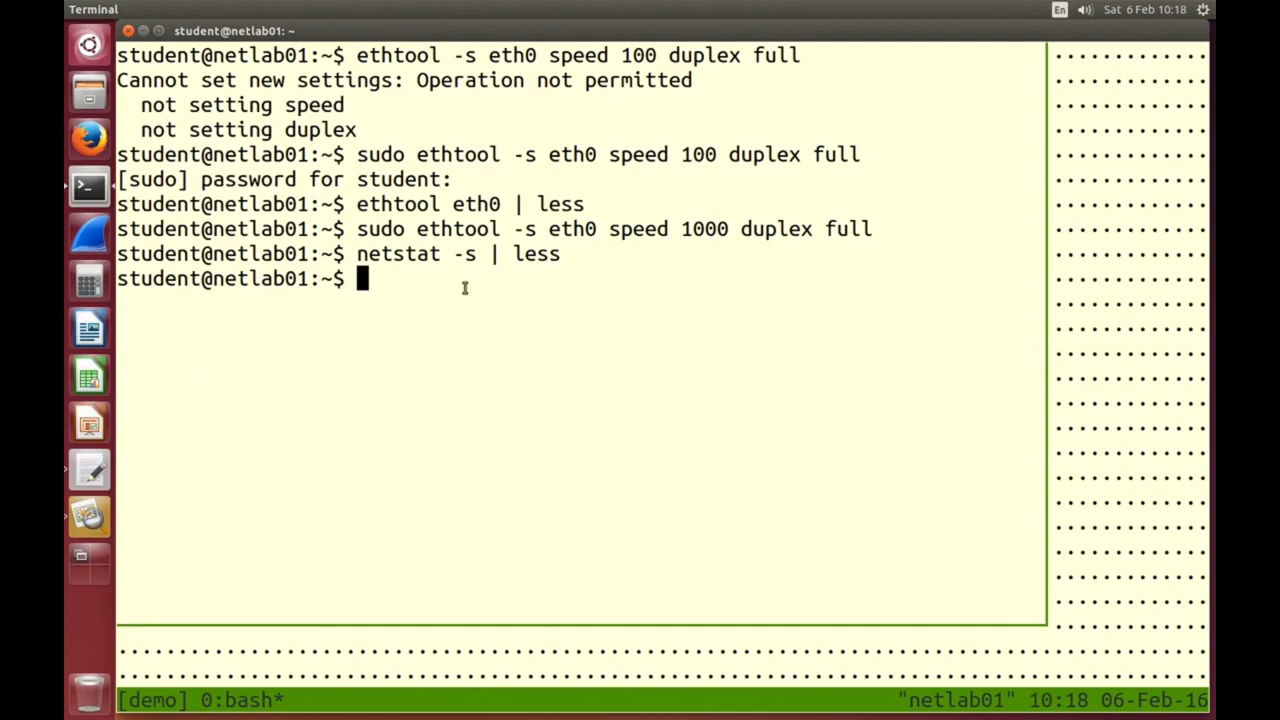 Terminal
En
Sat 6 Feb 10:18
student@netlab01: ~
student@netlab01:~$ ethtool -s eth0 speed 100 duplex full
Cannot set new settings: Operation not permitted
  not setting speed
  not setting duplex
student@netlab01:~$ sudo ethtool -s eth0 speed 100 duplex full
[sudo] password for student:
student@netlab01:~$ ethtool eth0 | less
student@netlab01:~$ sudo ethtool -s eth0 speed 1000 duplex full
student@netlab01:~$ netstat -s | less
student@netlab01:~$
[demo] 0:bash* "netlab01" 10:18 06-Feb-16